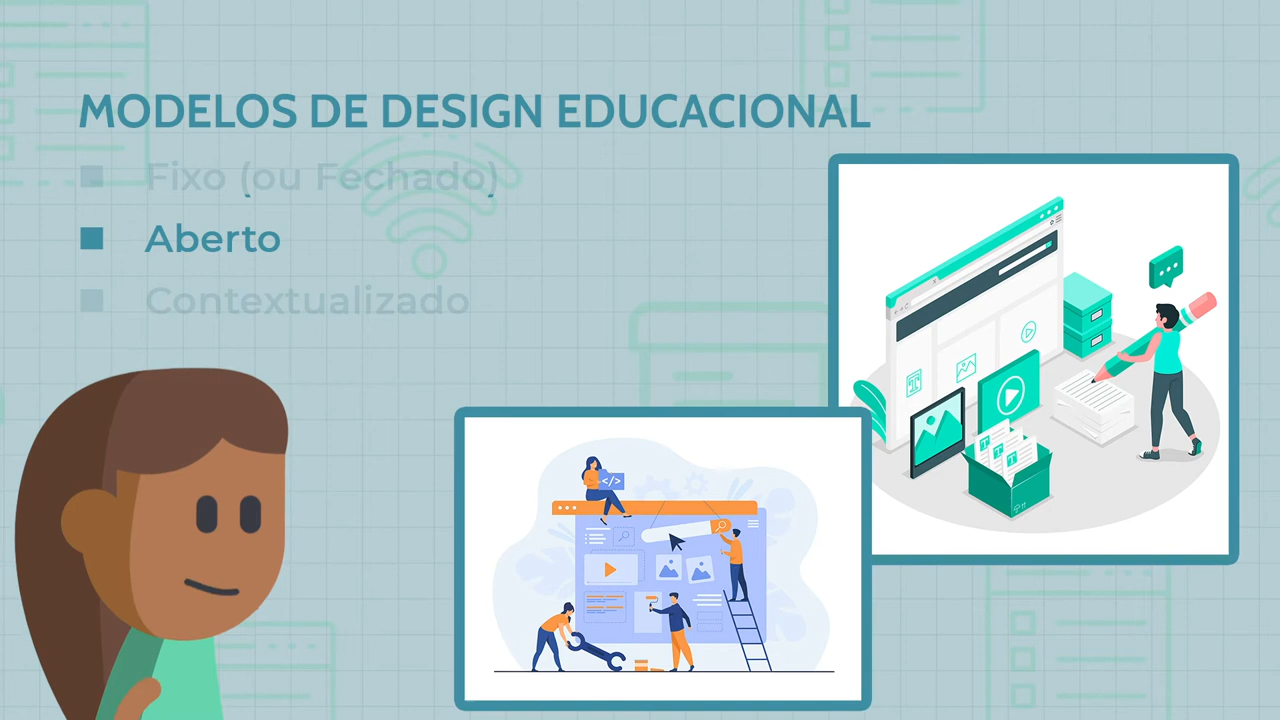 MODELOS DE DESIGN EDUCACIONAL
Fixo (ou Fechado)
Aberto
Contextualizado
</>